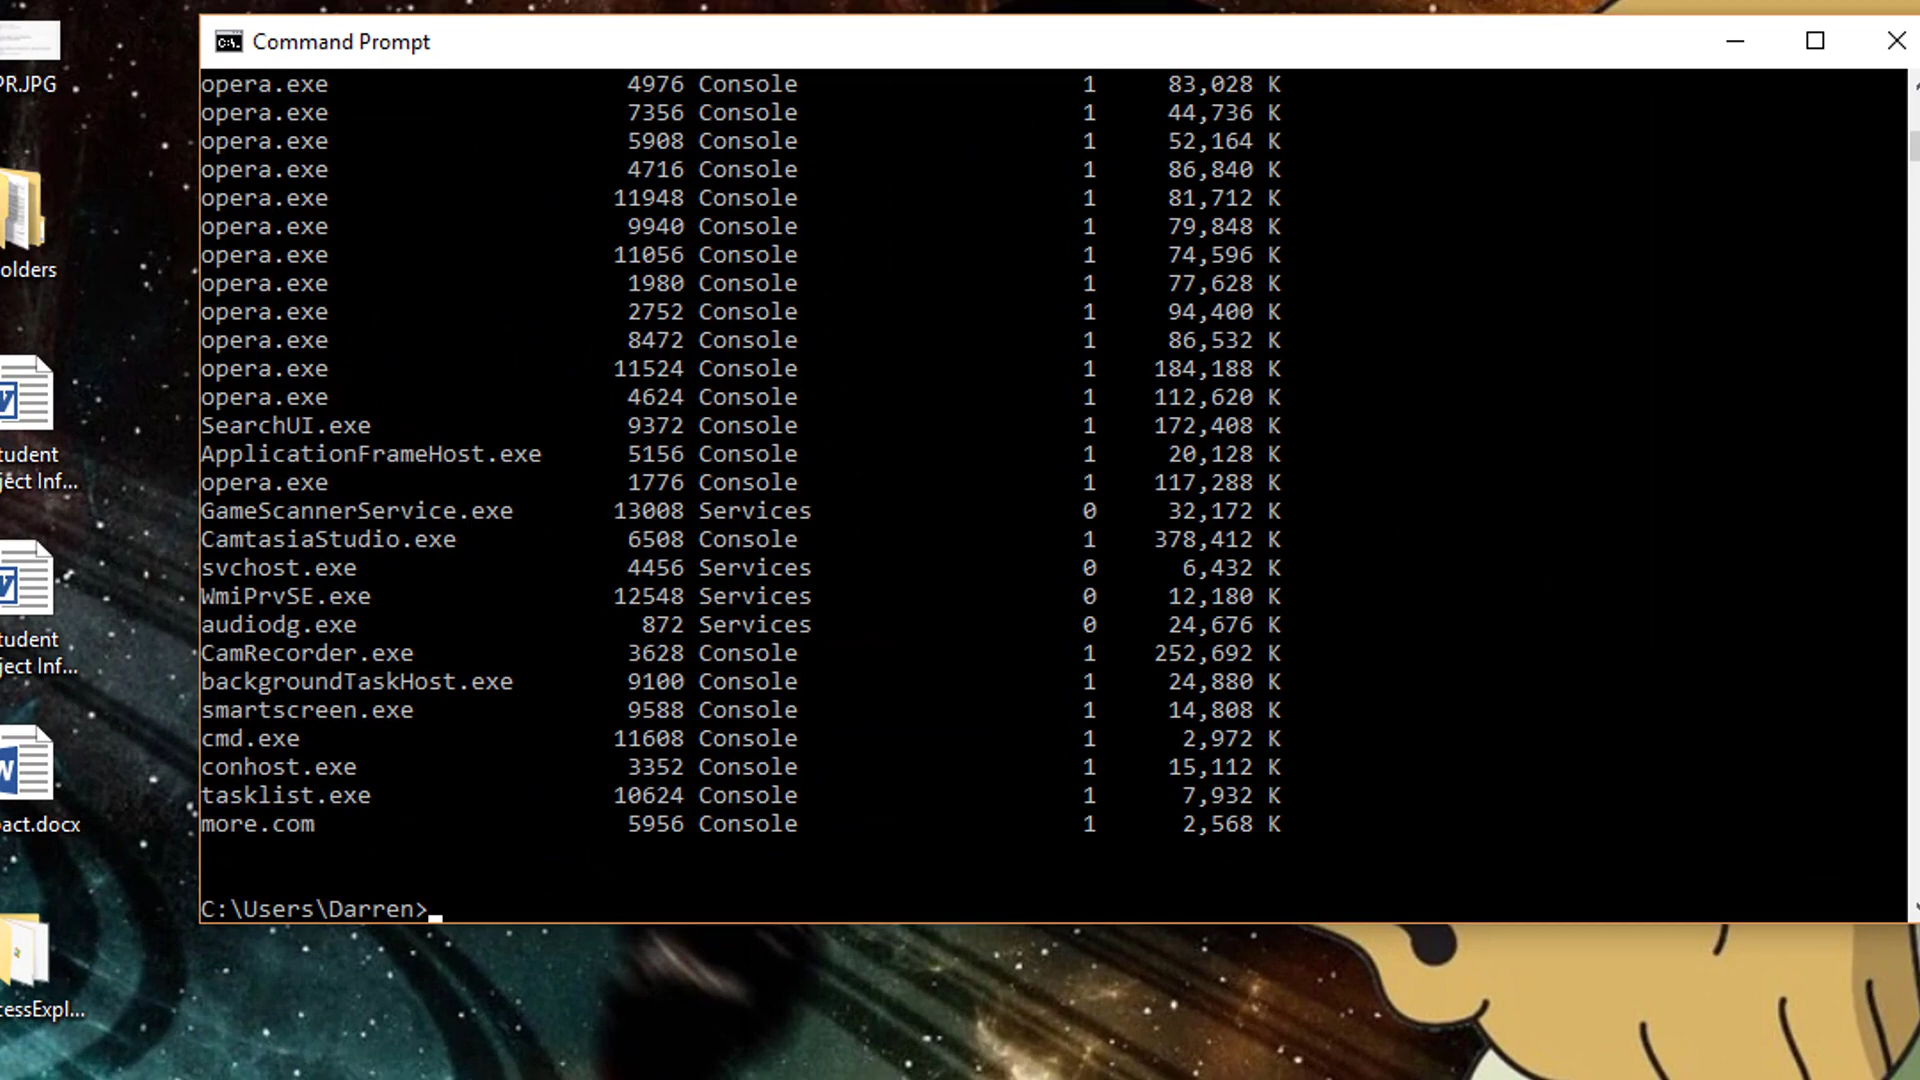 Command Prompt
opera.exe 4976 Console 1 83,028 K
opera.exe 7356 Console 1 44,736 K
opera.exe 5908 Console 1 52,164 K
opera.exe 4716 Console 1 86,840 K
opera.exe 11948 Console 1 81,712 K
opera.exe 9940 Console 1 79,848 K
opera.exe 11056 Console 1 74,596 K
opera.exe 1980 Console 1 77,628 K
opera.exe 2752 Console 1 94,400 K
opera.exe 8472 Console 1 86,532 K
opera.exe 11524 Console 1 184,188 K
opera.exe 4624 Console 1 112,620 K
SearchUI.exe 9372 Console 1 172,408 K
ApplicationFrameHost.exe 5156 Console 1 20,128 K
opera.exe 1776 Console 1 117,288 K
GameScannerService.exe 13008 Services 0 32,172 K
CamtasiaStudio.exe 6508 Console 1 378,412 K
svchost.exe 4456 Services 0 6,432 K
WmiPrvSE.exe 12548 Services 0 12,180 K
audiodg.exe 872 Services 0 24,676 K
CamRecorder.exe 3628 Console 1 252,692 K
backgroundTaskHost.exe 9100 Console 1 24,880 K
smartscreen.exe 9588 Console 1 14,808 K
cmd.exe 11608 Console 1 2,972 K
conhost.exe 3352 Console 1 15,112 K
tasklist.exe 10624 Console 1 7,932 K
more.com 5956 Console 1 2,568 K
C:\Users\Darren>
PR.JPG
olders
tudent
ject Inf...
tudent
ject Inf...
pact.docx
cessExpl...